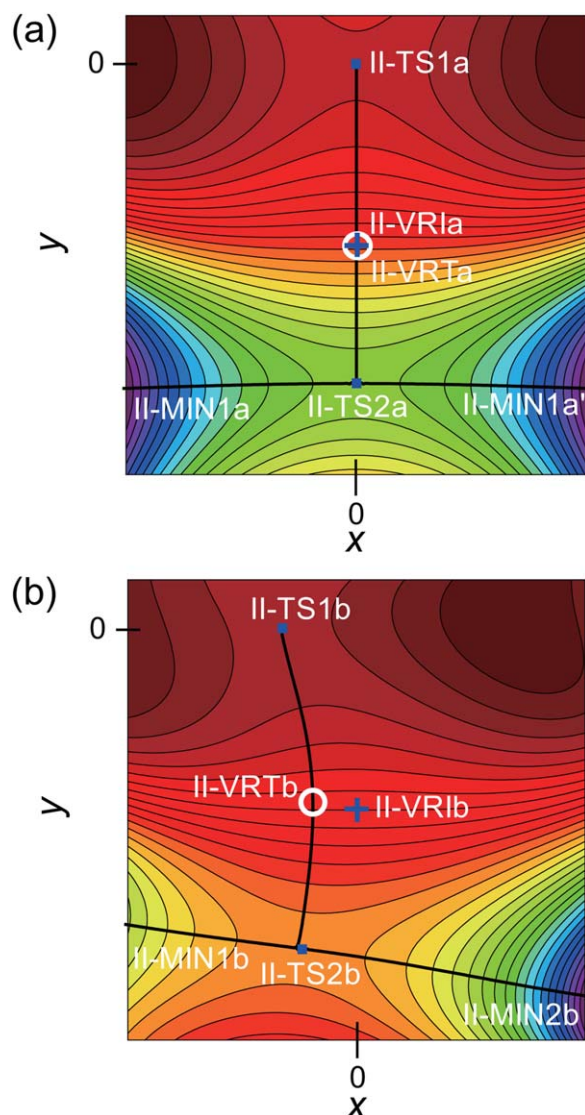 (a)
0
II-TS1a
II-VRIa
II-VRTa
y
II-MIN1a
II-TS2a
II-MIN1a'
0
x
(b)
II-TS1b
0
II-VRTb
II-VRIb
y
II-MIN1b
II-TS2b
II-MIN2b
0
x